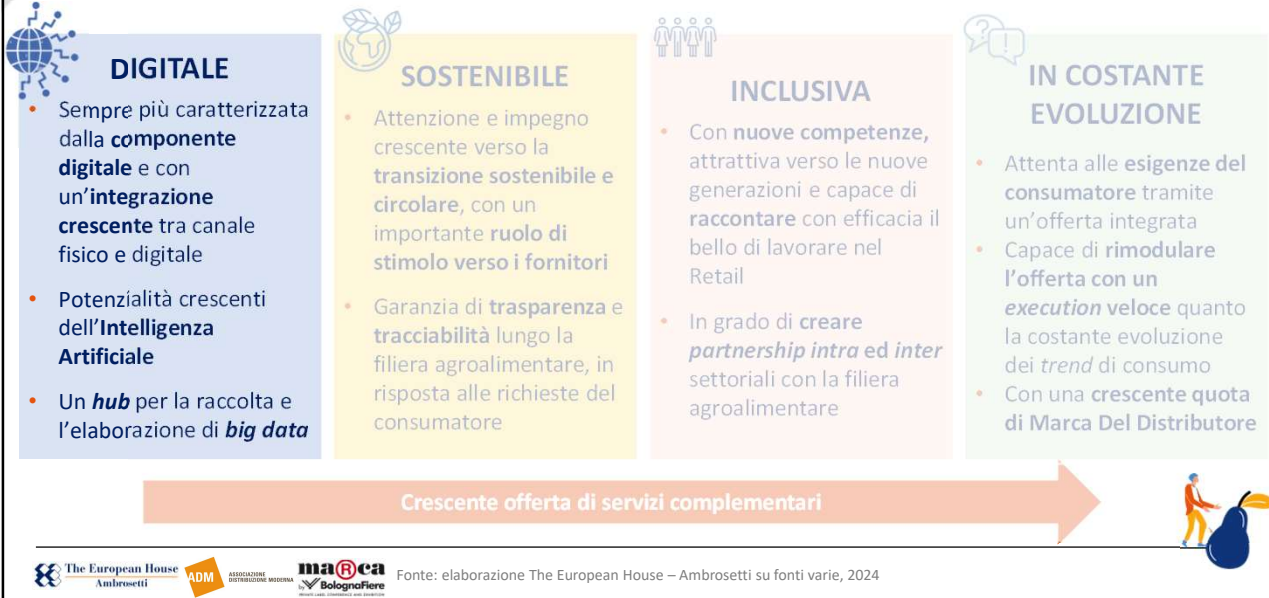 DIGITALE
• Sempre più caratterizzata
dalla componente
digitale e con
un'integrazione
crescente tra canale
fisico e digitale
• Potenzialità crescenti
dell'Intelligenza
Artificiale
• Un hub per la raccolta e
l'elaborazione di big data
SOSTENIBILE
• Attenzione e impegno
crescente verso la
transizione sostenibile e
circolare, con un
importante ruolo di
stimolo verso i fornitori
• Garanzia di trasparenza e
tracciabilità lungo la
filiera agroalimentare, in
risposta alle richieste del
consumatore
INCLUSIVA
• Con nuove competenze,
attrattiva verso le nuove
generazioni e capace di
raccontare con efficacia il
bello di lavorare nel
Retail
• In grado di creare
partnership intra ed inter
settoriali con la filiera
agroalimentare
IN COSTANTE
EVOLUZIONE
• Attenta alle esigenze del
consumatore tramite
un'offerta integrata
• Capace di rimodulare
l'offerta con un
execution veloce quanto
la costante evoluzione
dei trend di consumo
• Con una crescente quota
di Marca Del Distributore
Crescente offerta di servizi complementari
The European House
Ambrosetti
ADM
ASSOCIAZIONE
DISTRIBUZIONE MODERNA
maRca
by BolognaFiere
PRIVATE LABEL CONFERENCE AND EXHIBITION
Fonte: elaborazione The European House – Ambrosetti su fonti varie, 2024